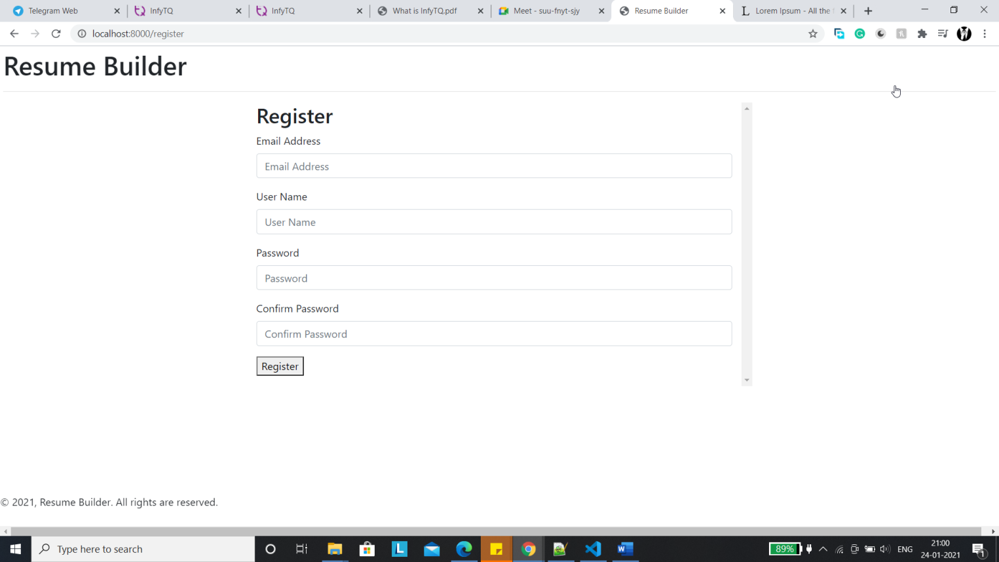 Telegram Web
InfyTQ
InfyTQ
What is InfyTQ.pdf
Meet - suu-fnyt-sjy
Resume Builder
Lorem Ipsum - All the
localhost:8000/register
Resume Builder
Register
Email Address
Email Address
User Name
User Name
Password
Password
Confirm Password
Confirm Password
Register
© 2021, Resume Builder. All rights are reserved.
Type here to search
89%
ENG
21:00
24-01-2021
1